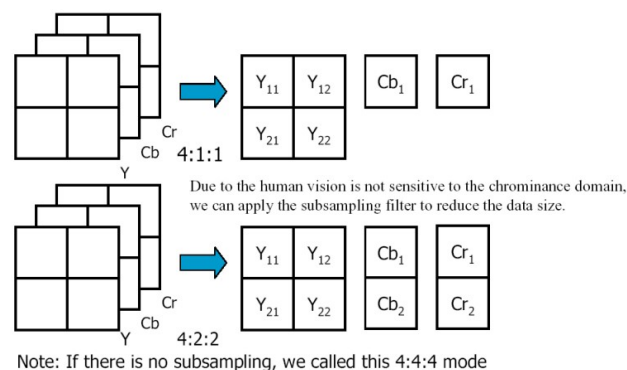 Y₁₁ Y₁₂ Cb₁ Cr₁
Y₂₁ Y₂₂
Cr
Cb 4:1:1
Y
Due to the human vision is not sensitive to the chrominance domain,
we can apply the subsampling filter to reduce the data size.
Y₁₁ Y₁₂ Cb₁ Cr₁
Y₂₁ Y₂₂ Cb₂ Cr₂
Cr
Cb
Y 4:2:2
Note: If there is no subsampling, we called this 4:4:4 mode